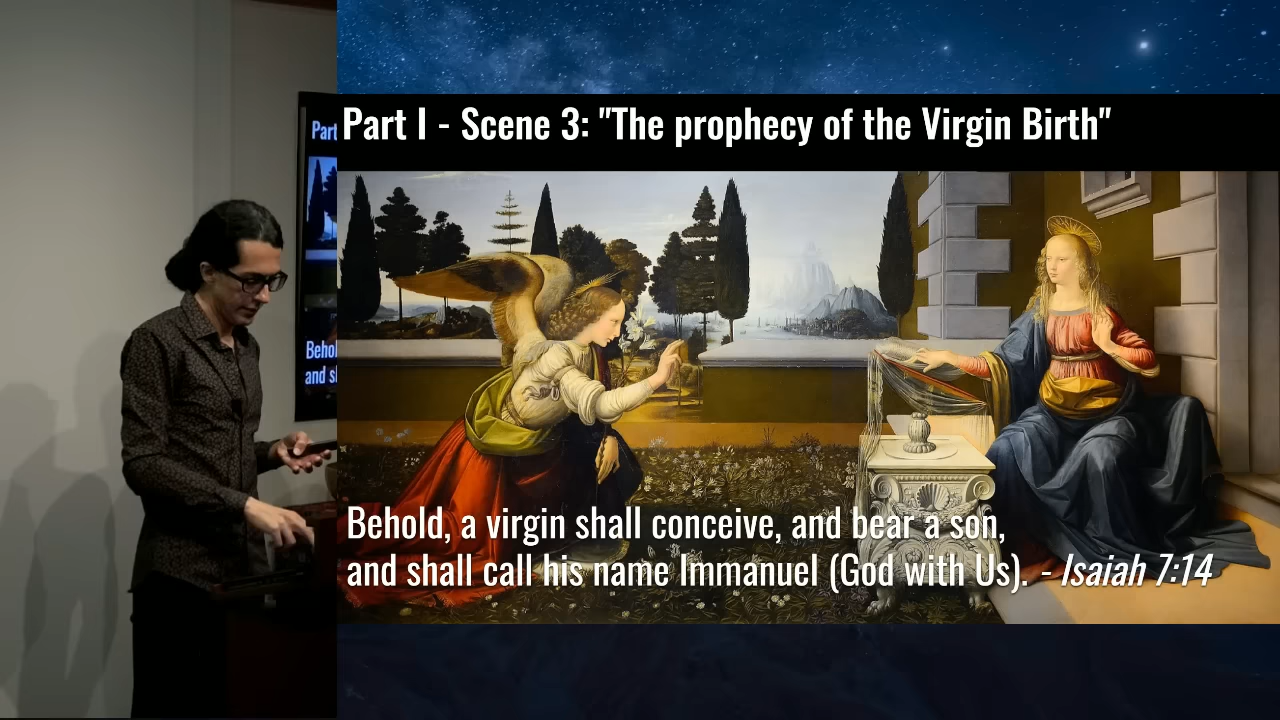 Part I - Scene 3: "The prophecy of the Virgin Birth"
Part
Behold, a virgin shall conceive, and bear a son,
and shall call his name Immanuel (God with Us). - Isaiah 7:14